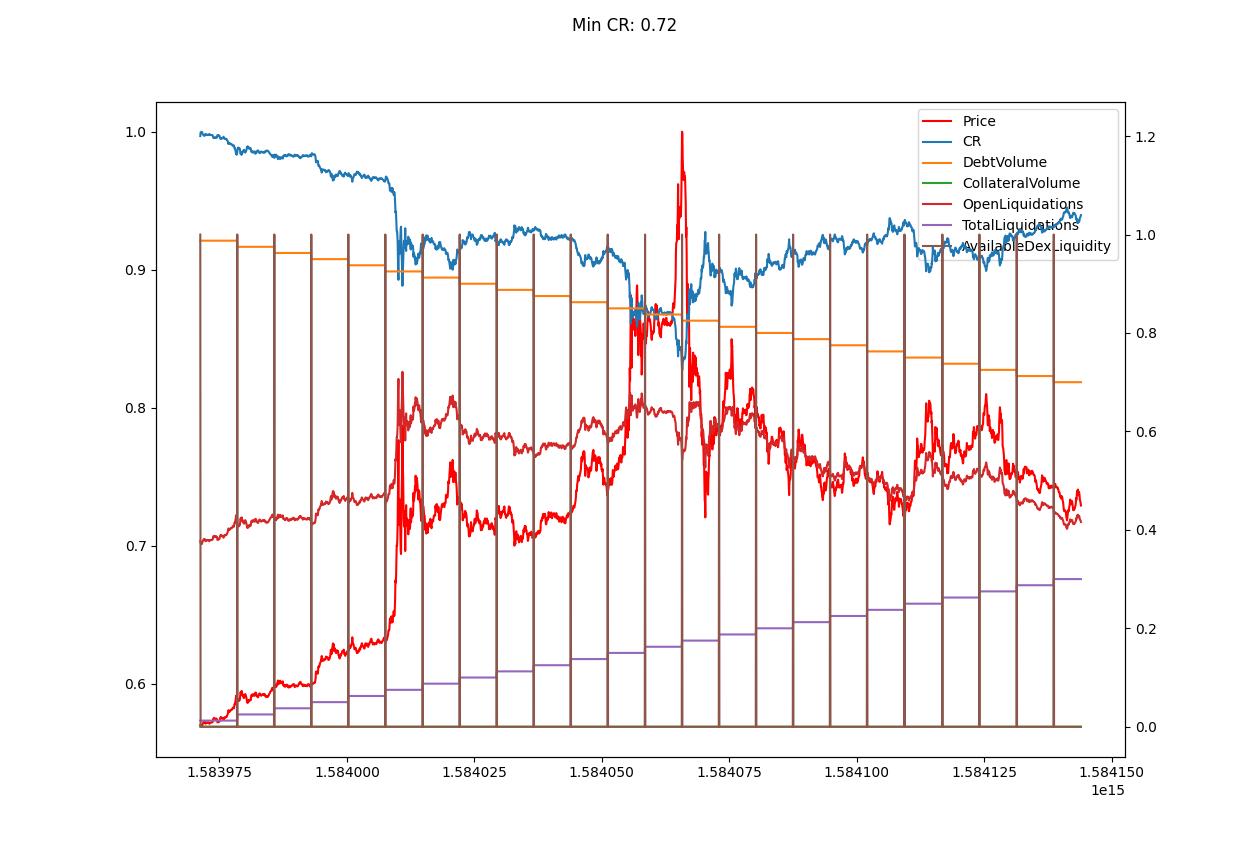 Min CR: 0.72
1.0
0.9
0.8
0.7
0.6
1.2
1.0
0.8
0.6
0.4
0.2
0.0
Price
CR
DebtVolume
CollateralVolume
OpenLiquidations
TotalLiquidations
AvailableDexLiquidity
1.583975 1.584000 1.584025 1.584050 1.584075 1.584100 1.584125 1.584150
1e15